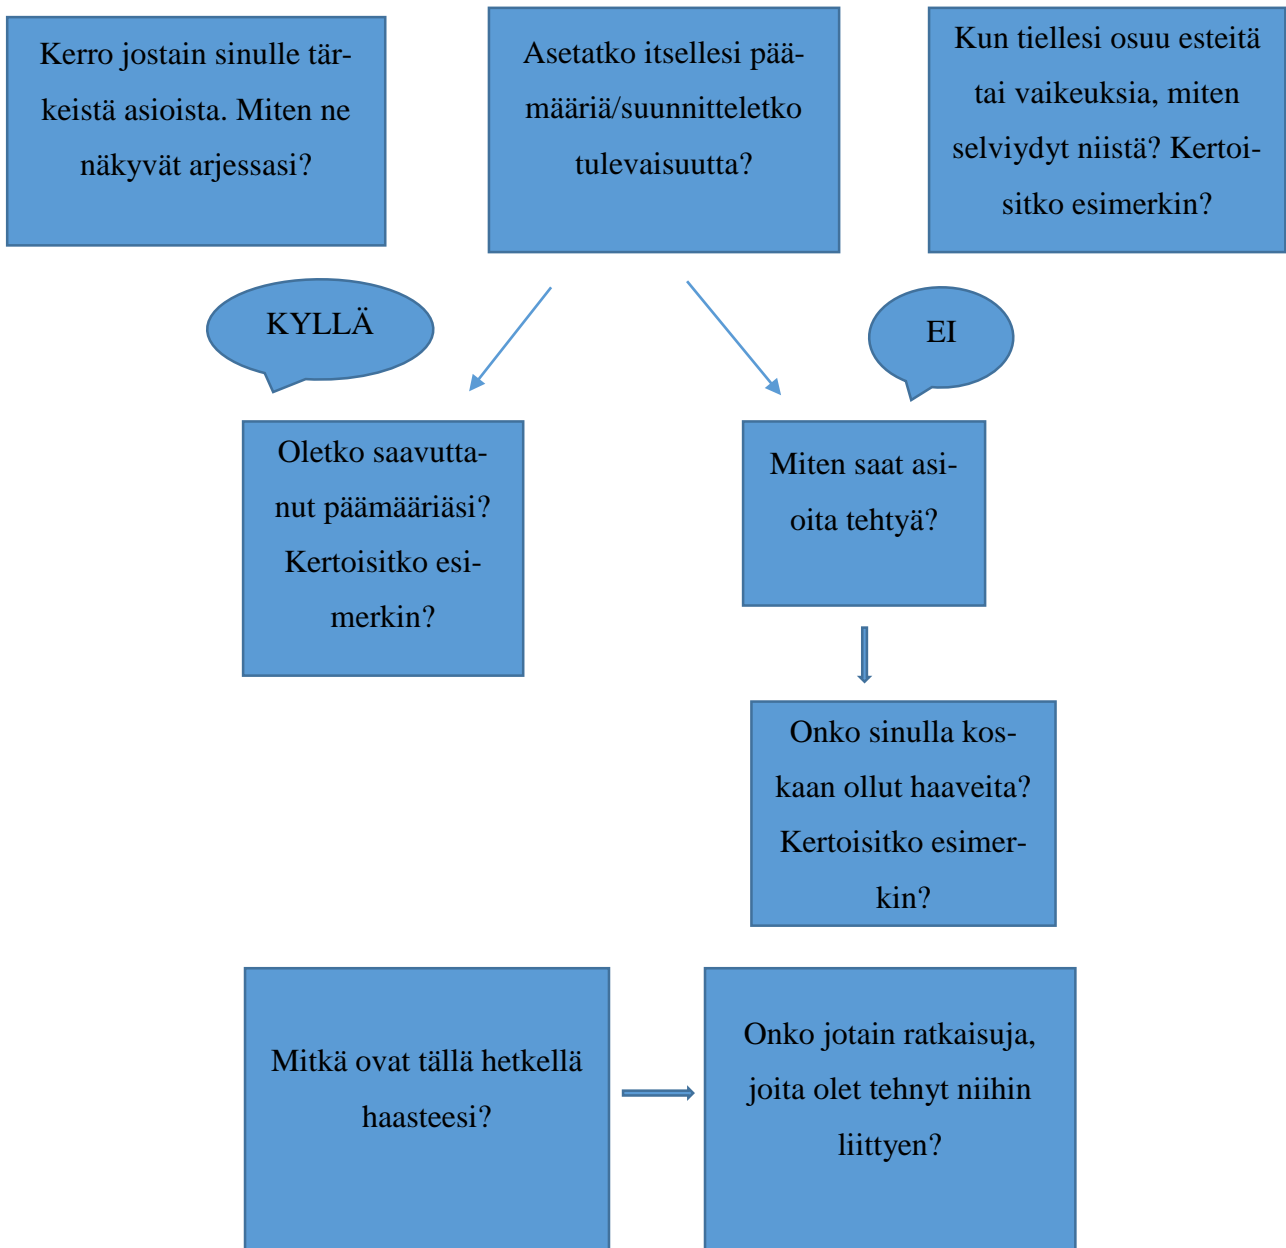 Kerro jostain sinulle tär-
keistä asioista. Miten ne
näkyvät arjessasi?
Asetatko itsellesi pää-
määriä/suunnitteletko
tulevaisuutta?
Kun tiellesi osuu esteitä
tai vaikeuksia, miten
selviydyt niistä? Kertoi-
sitko esimerkin?
KYLLÄ
EI
Oletko saavutta-
nut päämääriäsi?
Kertoisitko esi-
merkin?
Miten saat asi-
oita tehtyä?
Onko sinulla kos-
kaan ollut haaveita?
Kertoisitko esimer-
kin?
Mitkä ovat tällä hetkellä
haasteesi?
Onko jotain ratkaisuja,
joita olet tehnyt niihin
liittyen?